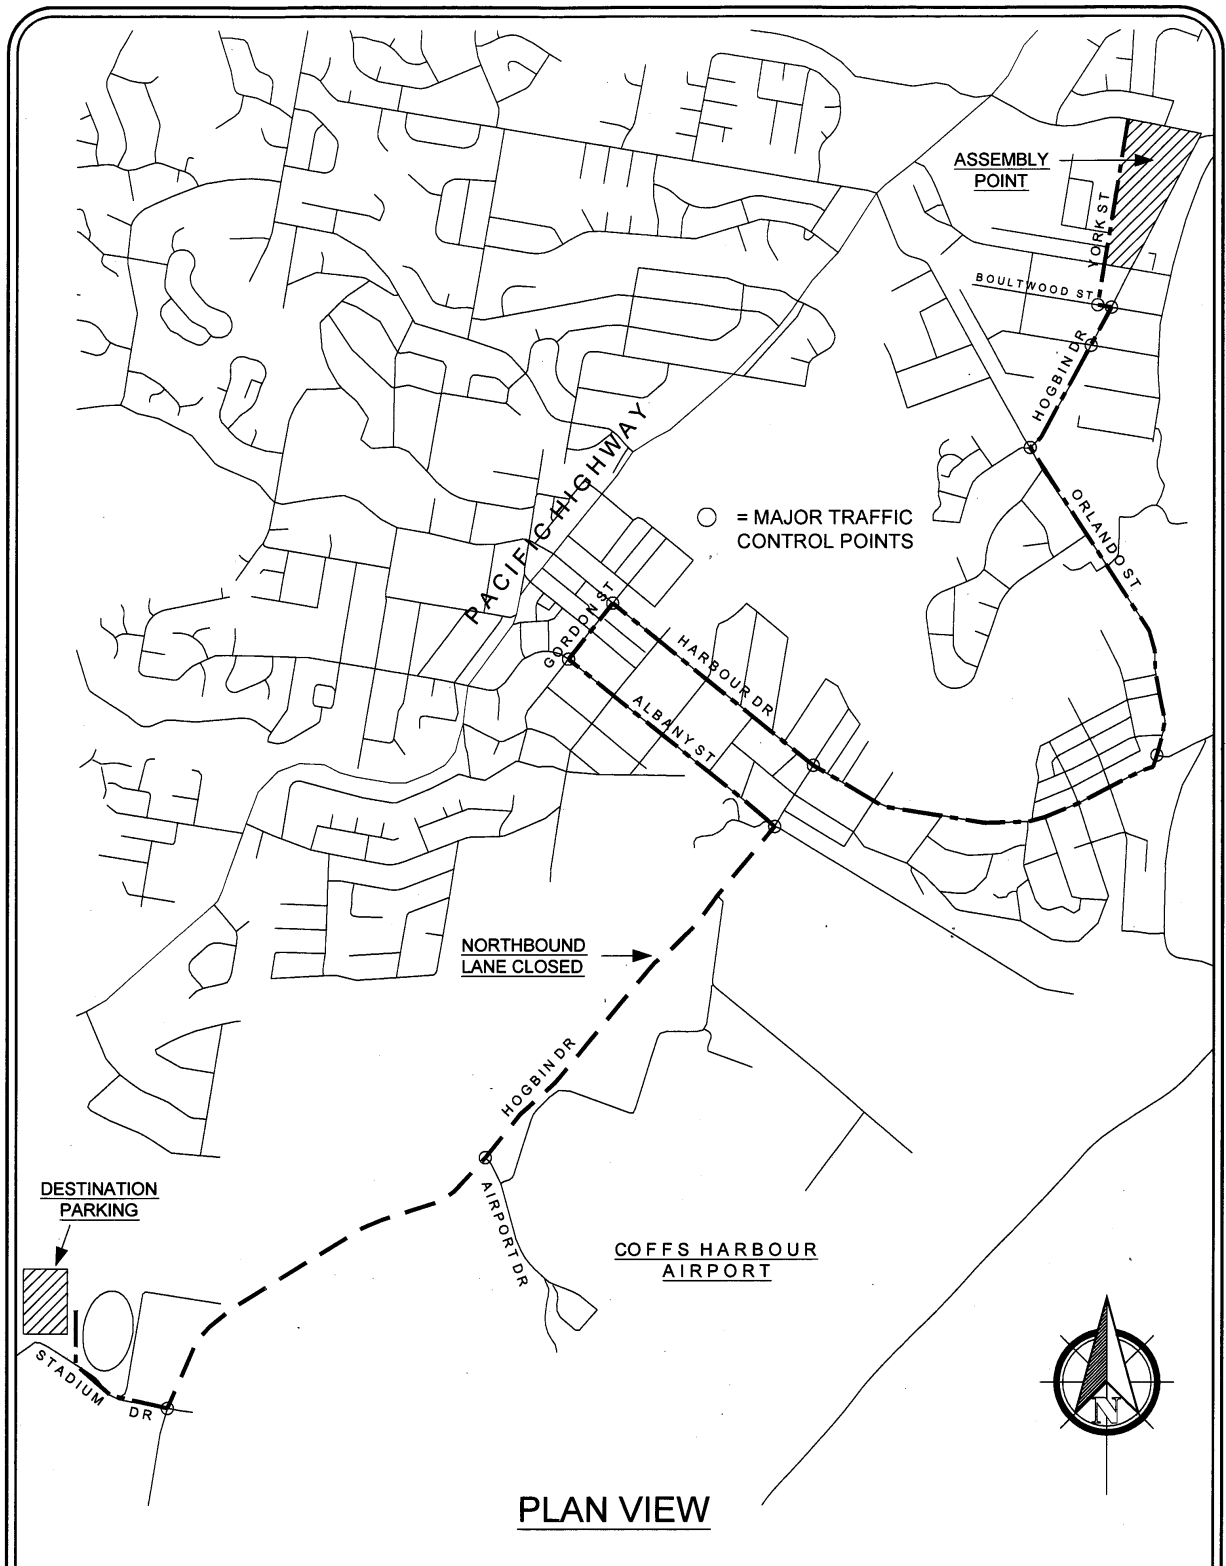 ASSEMBLY
POINT
YORK ST
BOULTWOOD ST
HOGBIN DR
PACIFIC HIGHWAY
= MAJOR TRAFFIC
CONTROL POINTS
ORLANDO ST
GORDON ST
HARBOUR DR
ALBANY ST
NORTHBOUND
LANE CLOSED
HOGBIN DR
DESTINATION
PARKING
AIRPORT DR
COFFS HARBOUR
AIRPORT
STADIUM DR
N
PLAN VIEW